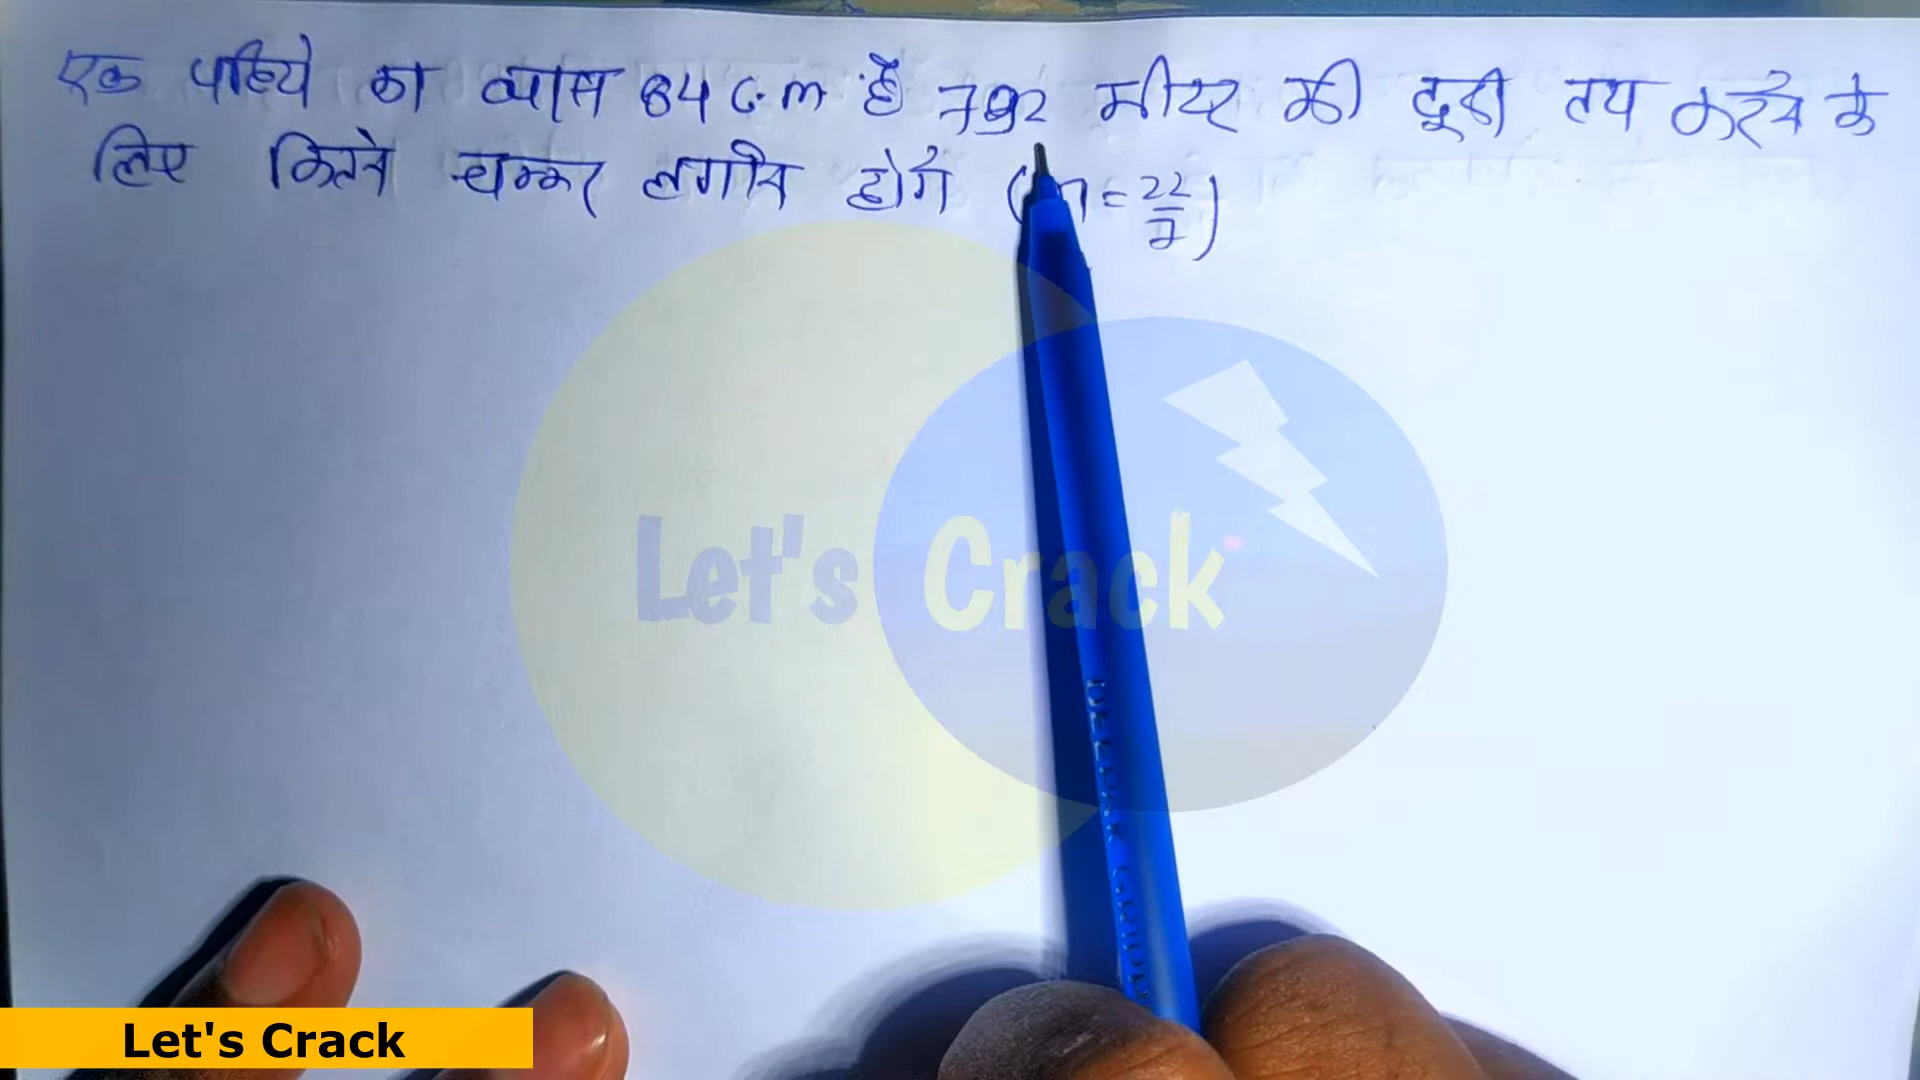 एक पहिये का व्यास 84 c.m है 792 मीटर की दूरी तय करने के
लिए कितने चक्कर लगाने होंगे ( = 22/7)
Let's Crack
Let's Crack